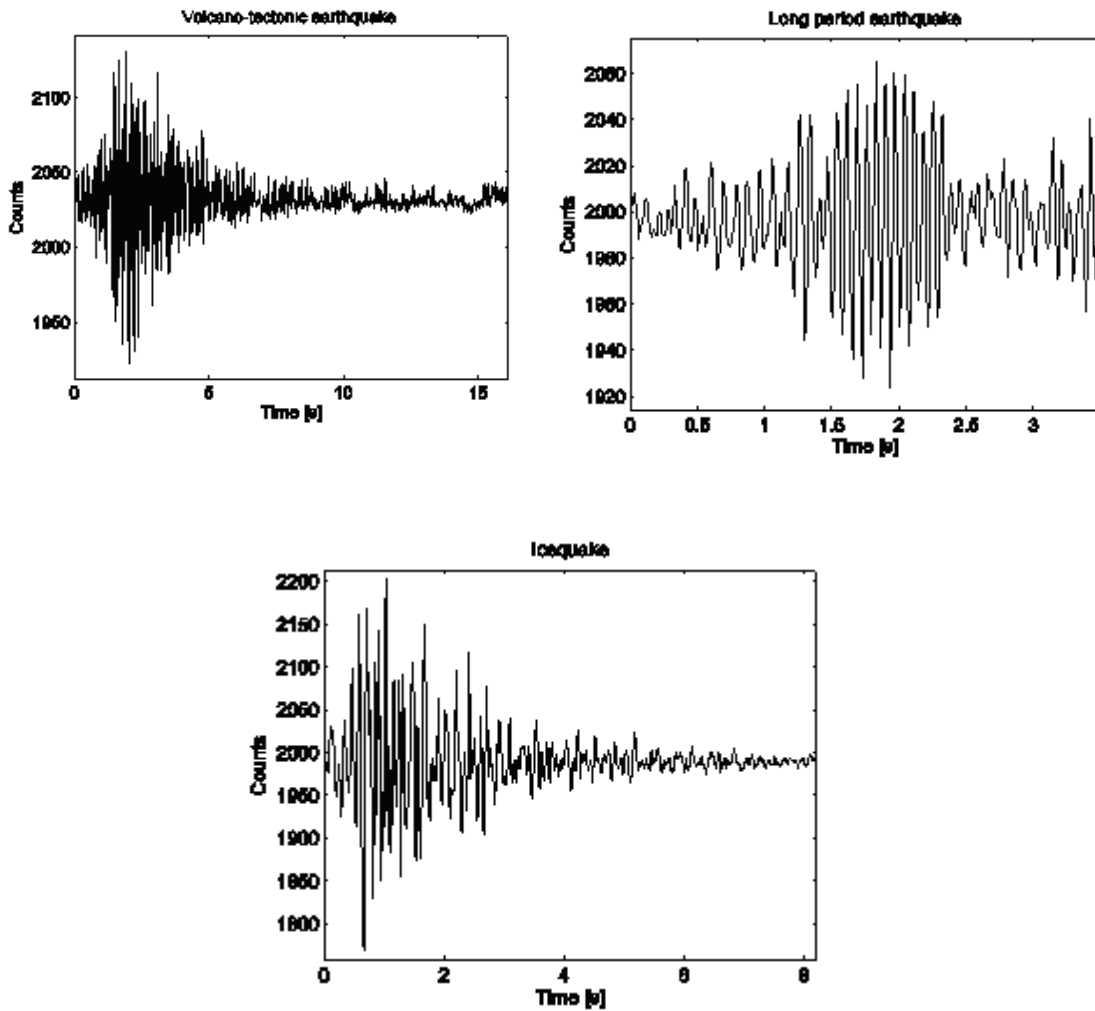 Volcano-tectonic earthquake
2100
2050
2000
1950
Counts
0 5 10 15
Time [s]
Long period earthquake
2060
2040
2020
2000
1980
1960
1940
1920
Counts
0 0.5 1 1.5 2 2.5 3
Time [s]
Icequake
2200
2150
2100
2050
2000
1950
1900
1850
1800
Counts
0 2 4 6 8
Time [s]